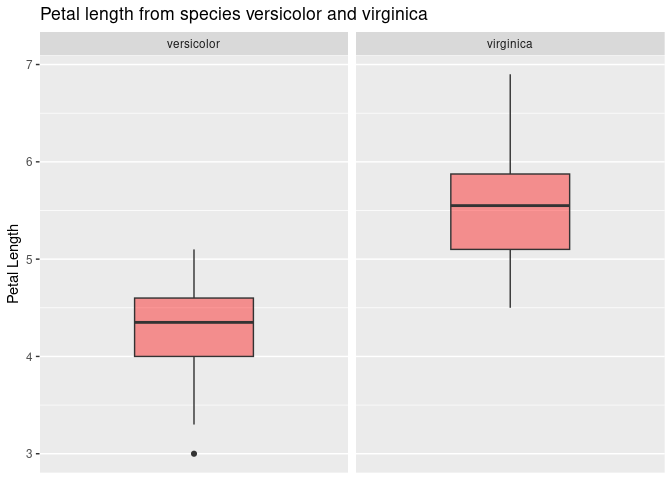 Petal length from species versicolor and virginica
versicolor
virginica
7
6
5
4
3
Petal Length